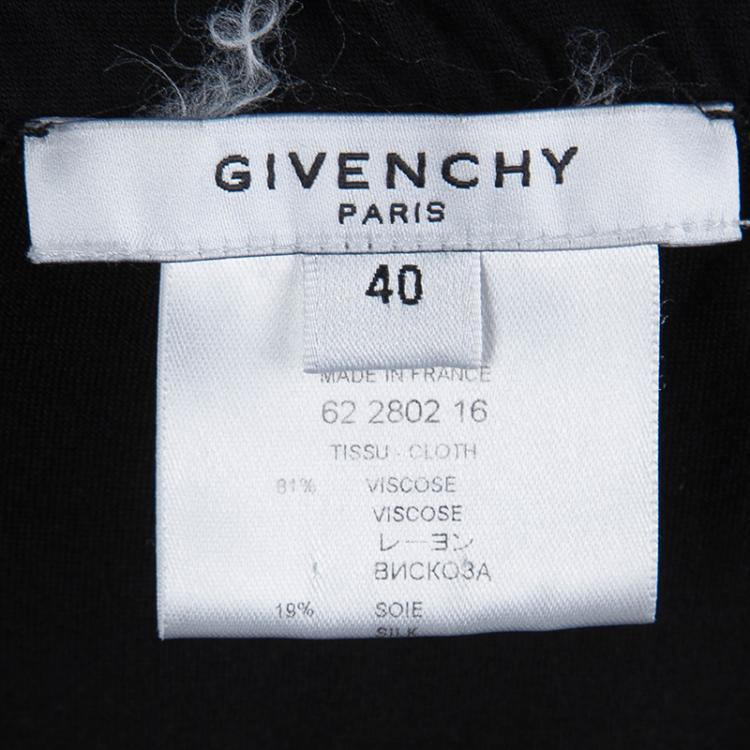 GIVENCHY
PARIS
40
MADE IN FRANCE
62 2802 16
TISSU - CLOTH
81% VISCOSE
VISCOSE
レーヨン
ВИСКОЗА
19% SOIE
SILK